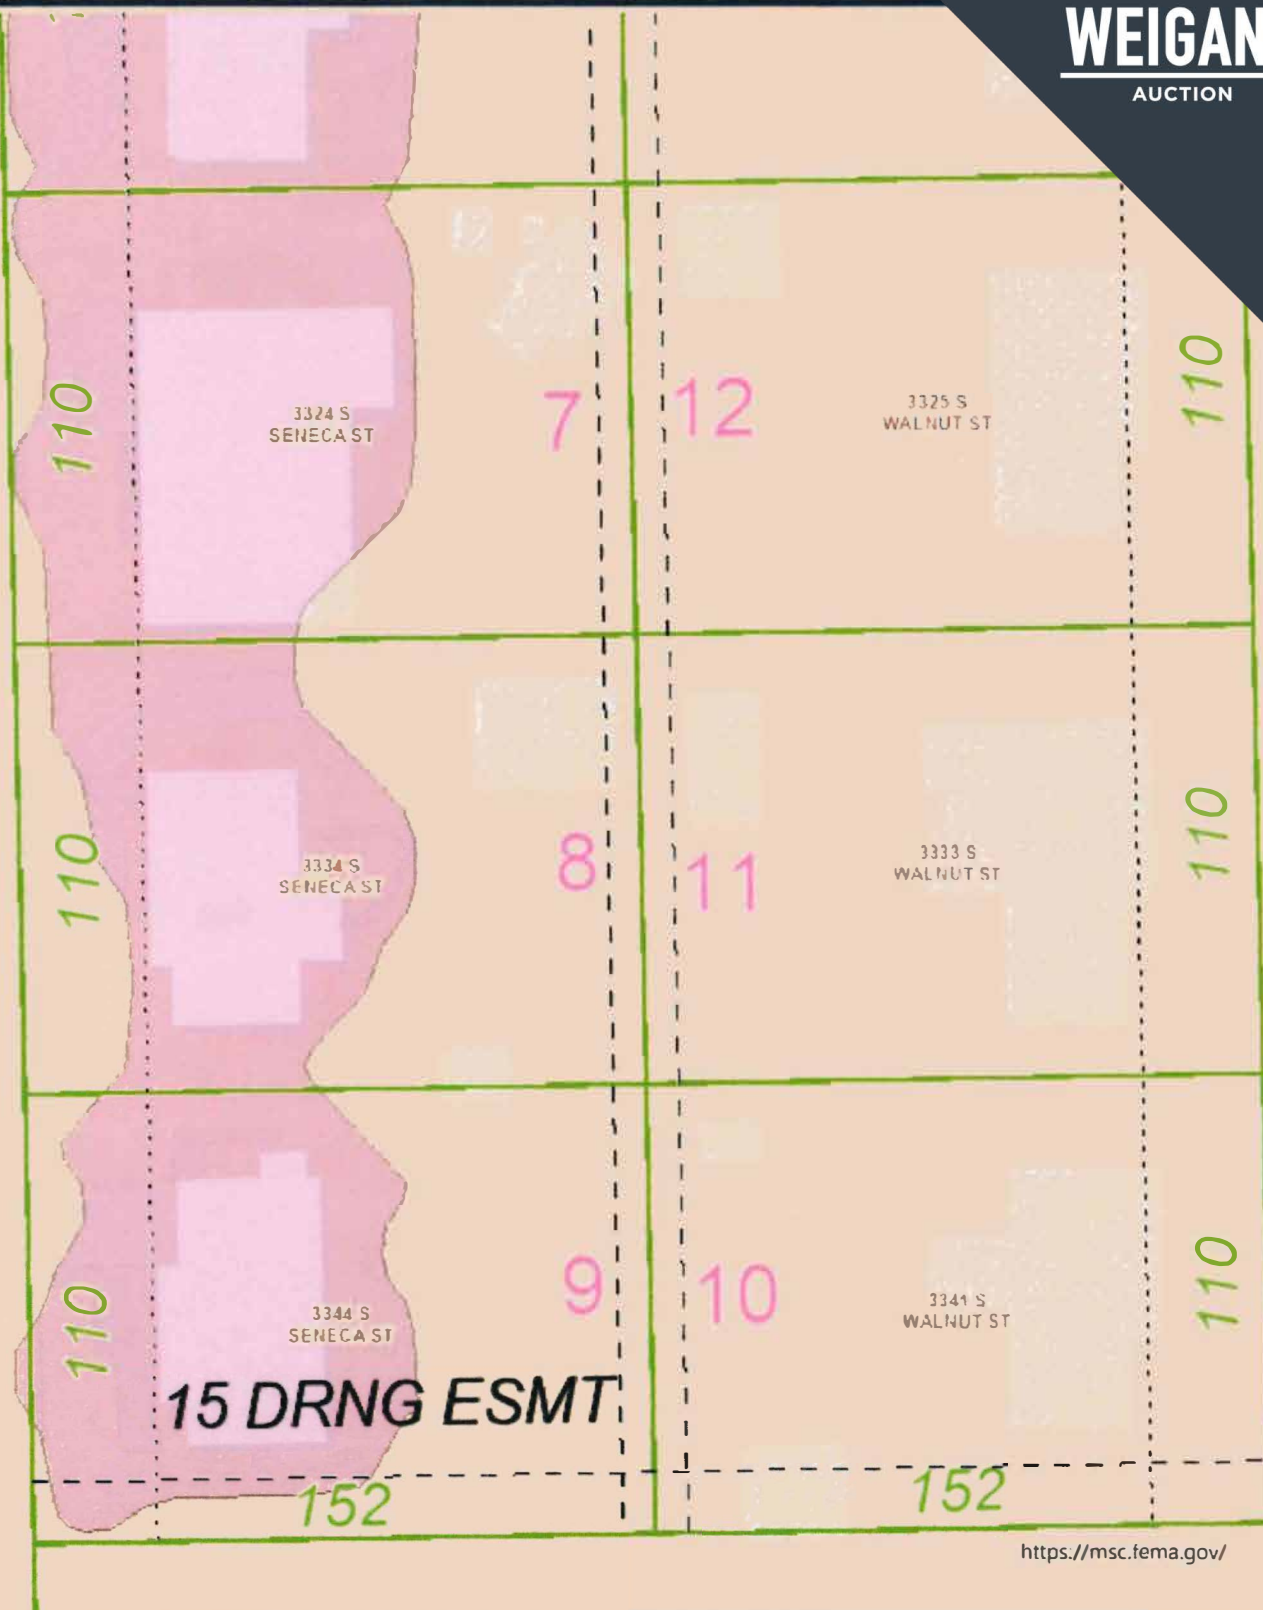 WEIGAN
AUCTION
110
3324 S
SENECA ST
7
12
3325 S
WALNUT ST
110
110
3334 S
SENECA ST
8
11
3333 S
WALNUT ST
110
110
3344 S
SENECA ST
9
10
3341 S
WALNUT ST
110
15 DRNG ESMT
152
152
https://msc.fema.gov/